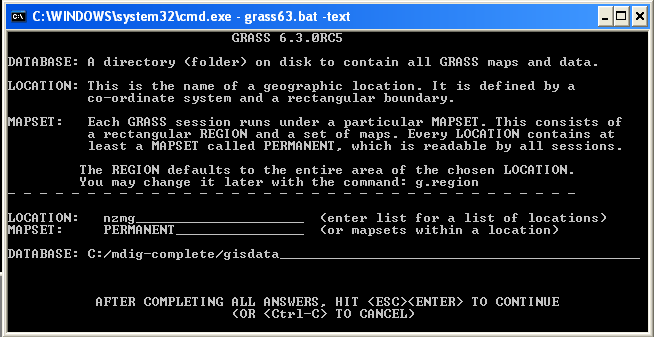 C:\WINDOWS\system32\cmd.exe - grass63.bat -text
GRASS 6.3.0RC5
DATABASE: A directory (folder) on disk to contain all GRASS maps and data.
LOCATION: This is the name of a geographic location. It is defined by a
co-ordinate system and a rectangular boundary.
MAPSET: Each GRASS session runs under a particular MAPSET. This consists of
a rectangular REGION and a set of maps. Every LOCATION contains at
least a MAPSET called PERMANENT, which is readable by all sessions.
The REGION defaults to the entire area of the chosen LOCATION.
You may change it later with the command: g.region
- - - - - - - - - - - - - - - - - - - - - - - - - - - - - - - - - - - - -
LOCATION: nzmg_____________________ (enter list for a list of locations)
MAPSET: PERMANENT________________ (or mapsets within a location)
DATABASE: C:/mdig-complete/gisdata_____________________________________________
AFTER COMPLETING ALL ANSWERS, HIT <ESC><ENTER> TO CONTINUE
(OR <Ctrl-C> TO CANCEL)